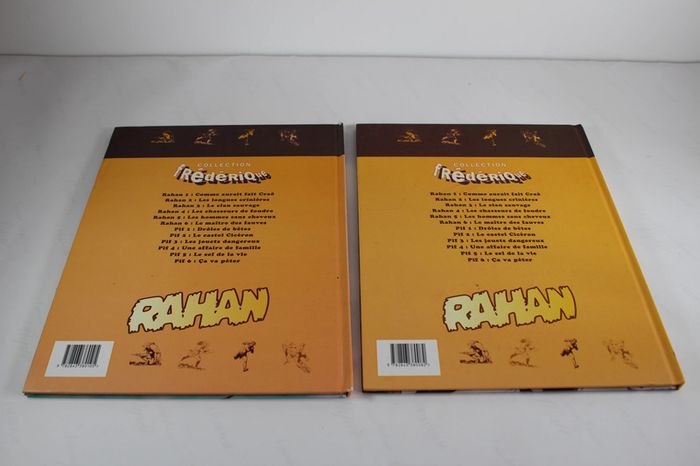 COLLECTION
FRÉDÉRIQUE
Rahan 1 : Comme aurait fait Craô
Rahan 2 : Les longues crinières
Rahan 3 : Le clan sauvage
Rahan 4 : Les chasseurs de foudre
Rahan 5 : Les hommes sans cheveux
Rahan 6 : Le maître des fauves
Pif 1 : Drôles de bêtes
Pif 2 : Le castel Cicéron
Pif 3 : Les jouets dangereux
Pif 4 : Une affaire de famille
Pif 5 : Le sel de la vie
Pif 6 : Ça va péter
RAHAN
COLLECTION
FRÉDÉRIQUE
Rahan 1 : Comme aurait fait Craô
Rahan 2 : Les longues crinières
Rahan 3 : Le clan sauvage
Rahan 4 : Les chasseurs de foudre
Rahan 5 : Les hommes sans cheveux
Rahan 6 : Le maître des fauves
Pif 1 : Drôles de bêtes
Pif 2 : Le castel Cicéron
Pif 3 : Les jouets dangereux
Pif 4 : Une affaire de famille
Pif 5 : Le sel de la vie
Pif 6 : Ça va péter
RAHAN